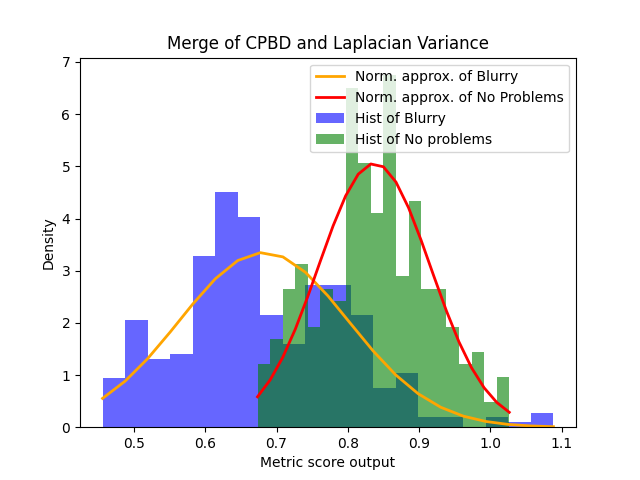 Merge of CPBD and Laplacian Variance
Norm. approx. of Blurry
Norm. approx. of No Problems
Hist of Blurry
Hist of No problems
Density
7
6
5
4
3
2
1
0
0.5 0.6 0.7 0.8 0.9 1.0 1.1
Metric score output